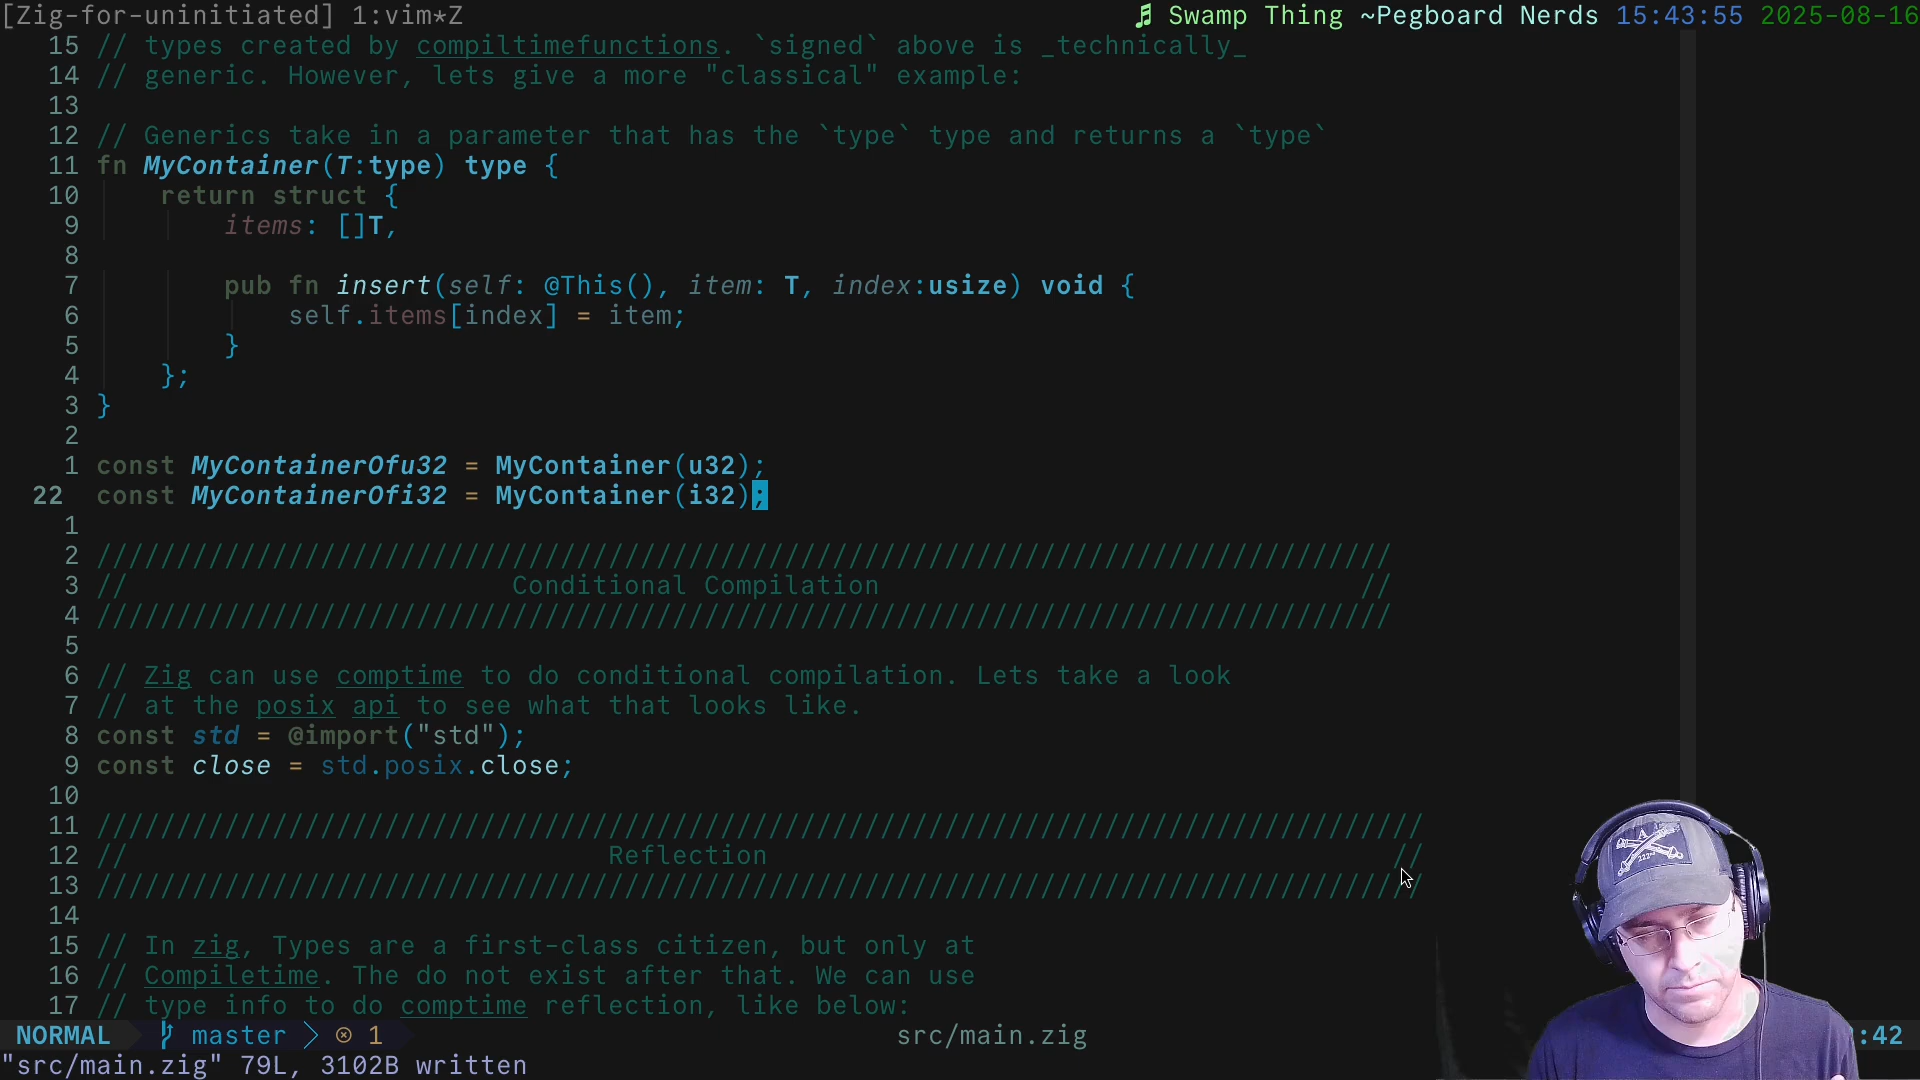 [Zig-for-uninitiated] 1:vim*Z ♬ Swamp Thing ~Pegboard Nerds 15:43:55 2025-08-16
15 // types created by compiltimefunctions. `signed` above is _technically_
14 // generic. However, lets give a more "classical" example:
13
12 // Generics take in a parameter that has the `type` type and returns a `type`
11 fn MyContainer(T:type) type {
10     return struct {
9         items: []T,
8
7         pub fn insert(self: @This(), item: T, index:usize) void {
6             self.items[index] = item;
5         }
4     };
3 }
2
1 const MyContainerOfu32 = MyContainer(u32);
22 const MyContainerOfi32 = MyContainer(i32);
1
2 /////////////////////////////////////////////////////////////////////////////////
3 //                        Conditional Compilation                              //
4 /////////////////////////////////////////////////////////////////////////////////
5
6 // Zig can use comptime to do conditional compilation. Lets take a look
7 // at the posix api to see what that looks like.
8 const std = @import("std");
9 const close = std.posix.close;
10
11 ///////////////////////////////////////////////////////////////////////////////////
12 //                              Reflection                                       //
13 ///////////////////////////////////////////////////////////////////////////////////
14
15 // In zig, Types are a first-class citizen, but only at
16 // Compiletime. The do not exist after that. We can use
17 // type info to do comptime reflection, like below:
NORMAL master 1 src/main.zig :42
"src/main.zig" 79L, 3102B written